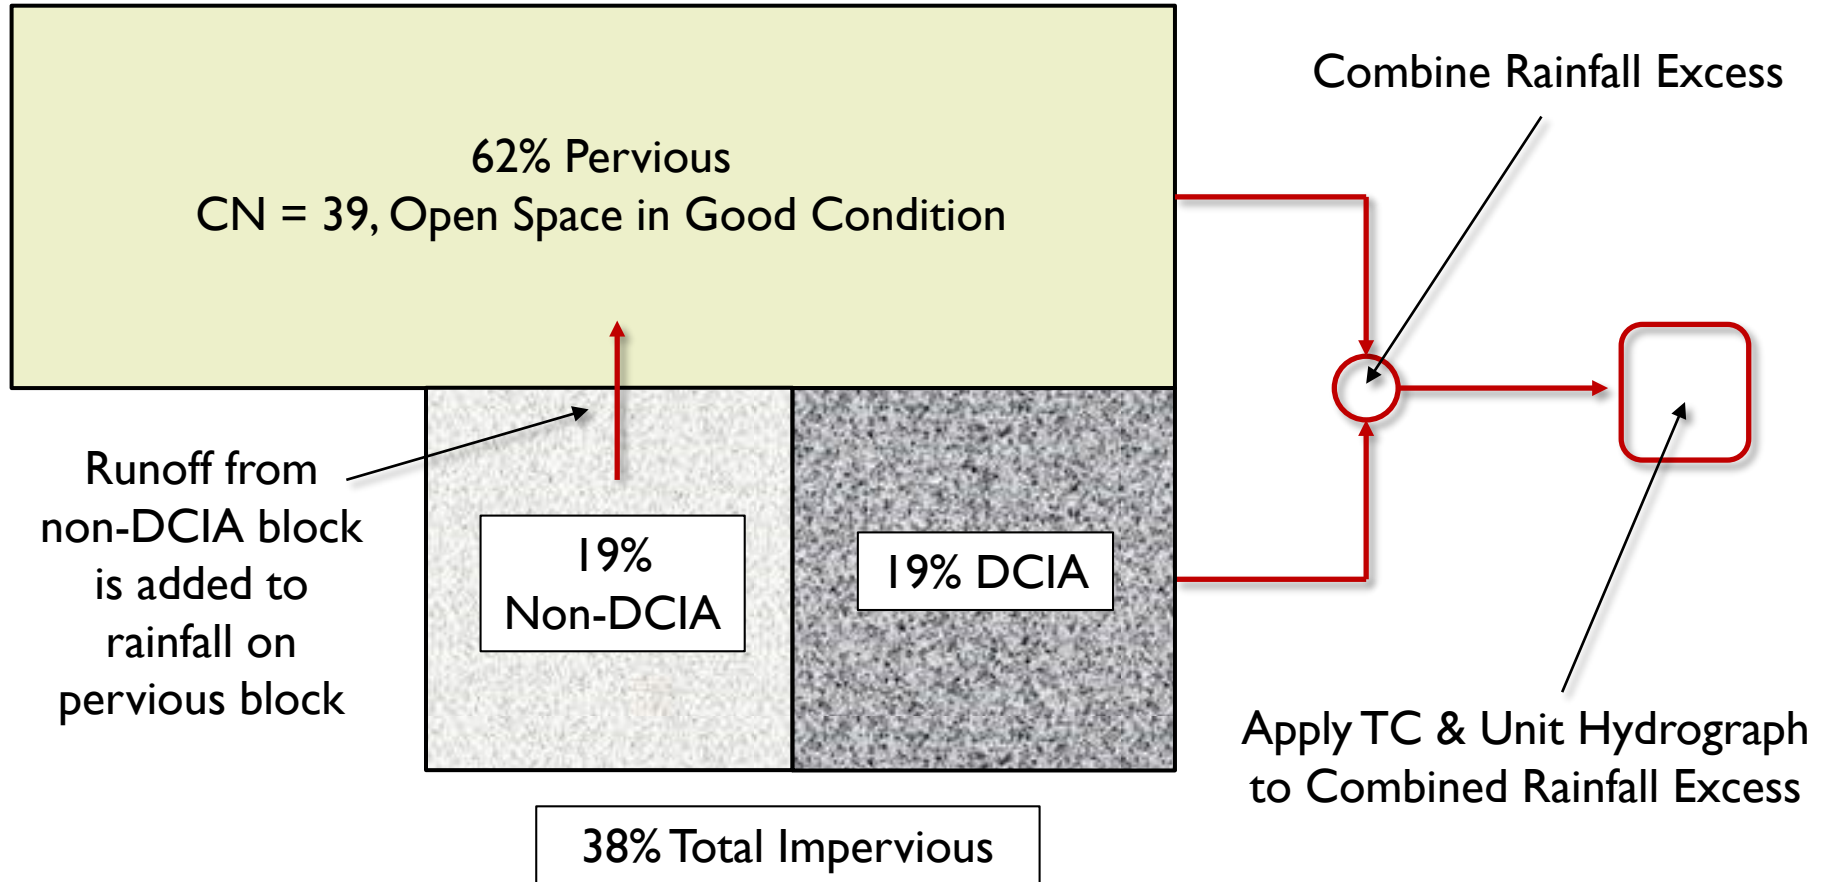 Combine Rainfall Excess
62% Pervious
CN = 39, Open Space in Good Condition
Runoff from
non-DCIA block
is added to
rainfall on
pervious block
19%
Non-DCIA
19% DCIA
Apply TC & Unit Hydrograph
to Combined Rainfall Excess
38% Total Impervious